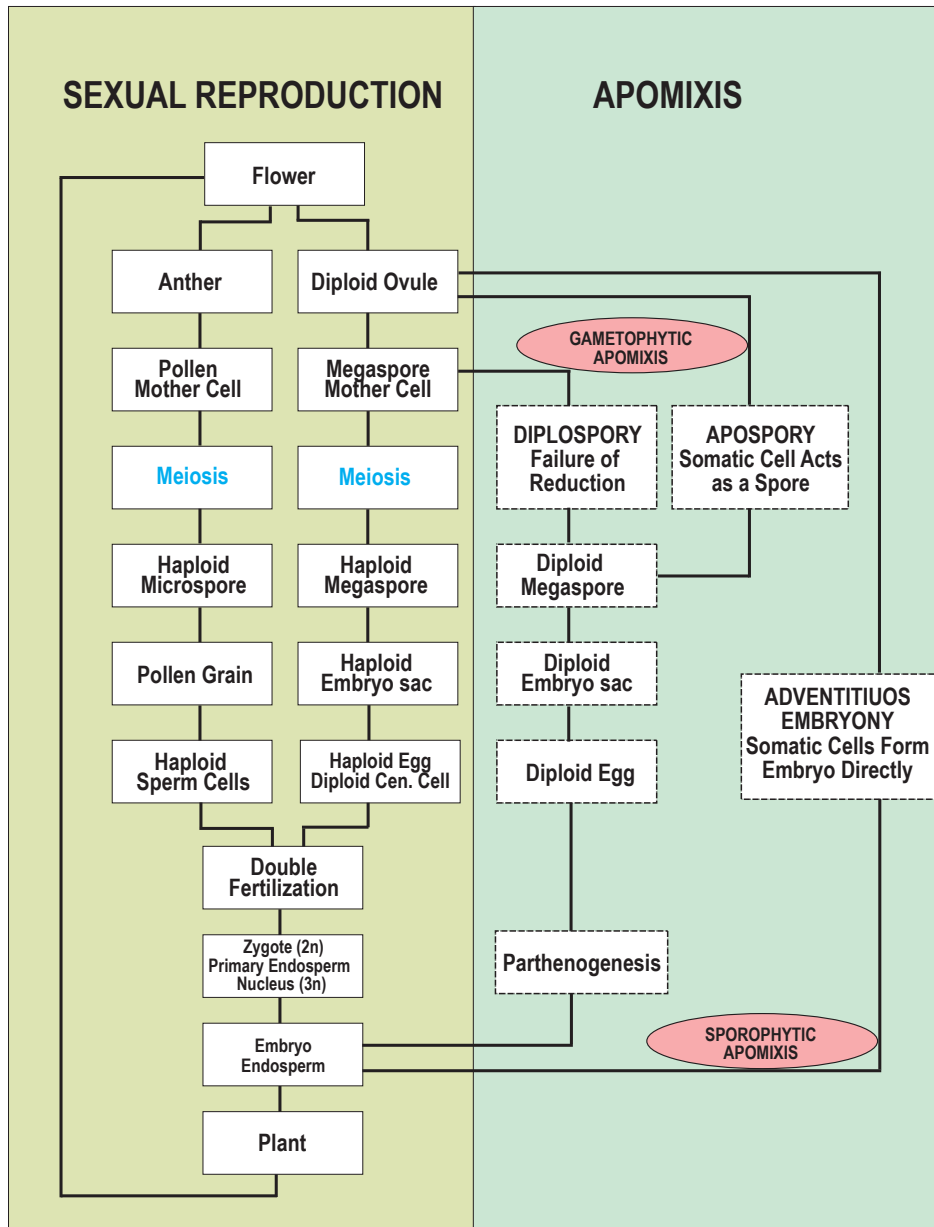 SEXUAL REPRODUCTION
APOMIXIS
Flower
Anther
Diploid Ovule
GAMETOPHYTIC
APOMIXIS
Pollen
Mother Cell
Megaspore
Mother Cell
DIPLOSPORY
Failure of
Reduction
APOSPORY
Somatic Cell Acts
as a Spore
Meiosis
Meiosis
Haploid
Microspore
Haploid
Megaspore
Diploid
Megaspore
Pollen Grain
Haploid
Embryo sac
Diploid
Embryo sac
ADVENTITIUOS
EMBRYONY
Somatic Cells Form
Embryo Directly
Haploid
Sperm Cells
Haploid Egg
Diploid Cen. Cell
Diploid Egg
Double
Fertilization
Zygote (2n)
Primary Endosperm
Nucleus (3n)
Parthenogenesis
Embryo
Endosperm
SPOROPHYTIC
APOMIXIS
Plant